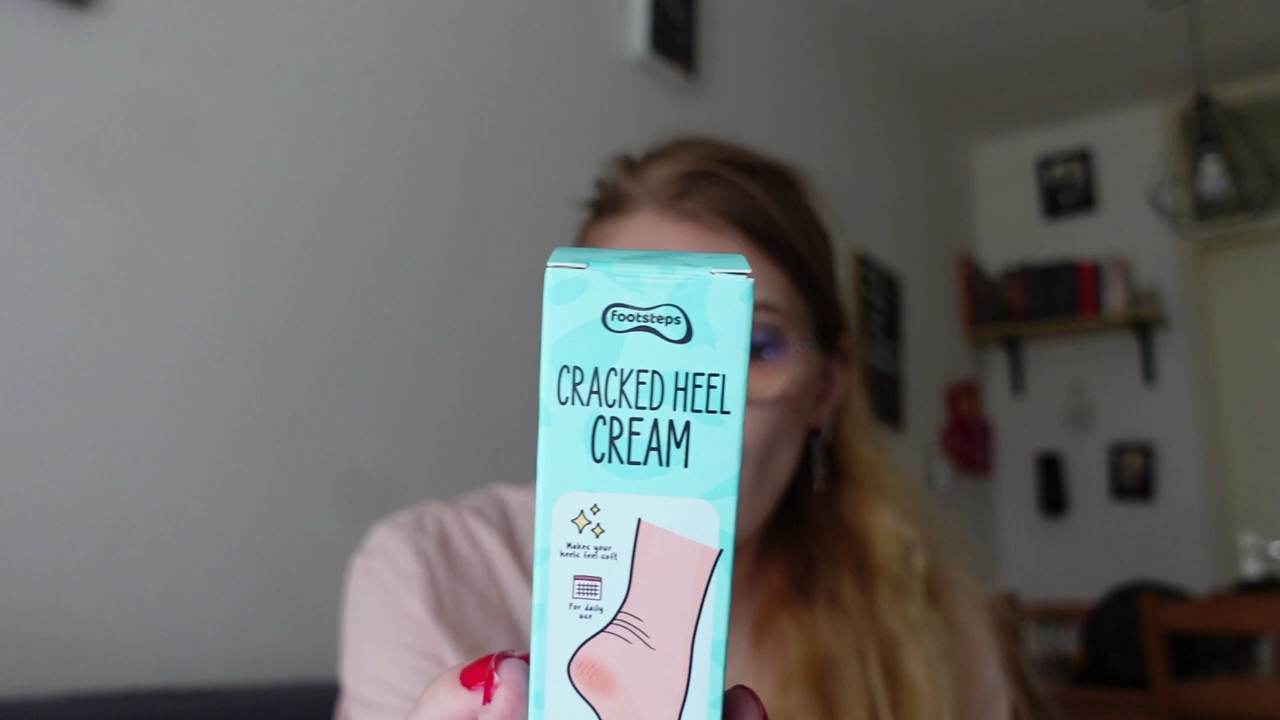 footsteps
CRACKED HEEL
CREAM
Makes your
heels feel soft
For daily
use